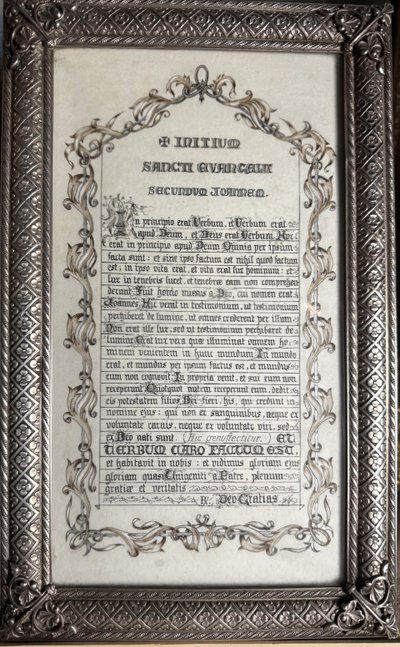 ✠ INITIUM
SANCTI EVANGELII
SECUNDUM JOANNEM.
In principio erat Verbum, et Verbum erat
apud Deum, et Deus erat Verbum. Hoc
erat in principio apud Deum Omnia per ipsum
facta sunt: et sine ipso factum est nihil quod factum
est; in ipso vita erat, et vita erat lux hominum: et
lux in tenebris lucet, et tenebrae eam non comprehen
derunt. Fuit homo missus a Deo, cui nomen erat
Joannes. Hic venit in testimonium, ut testimonium
perhiberet de lumine, ut omnes crederent per illum.
Non erat ille lux, sed ut testimonium perhiberet de
lumine Erat lux vera quae illuminat omnem ho,
minem venientem in hunc mundum In mundo
erat, et mundus per ipsum factus est, et mundus
eum non cognovit In propria venit, et sui eum non
receperunt Quotquot autem receperunt eum, dedit
eis potestatem filios Dei fieri, his, qui credunt in
nomine ejus: qui non ex sanguinibus, neque ex
voluntate carnis, neque ex voluntate viri, sed
ex Deo nati sunt. (Hic genuflectitur.) ET
VERBUM CARO FACTUM EST,
et habitavit in nobis: et vidimus gloriam ejus
gloriam quasi Unigeniti a Patre, plenum
gratiae et veritatis
R. Deo Gratias